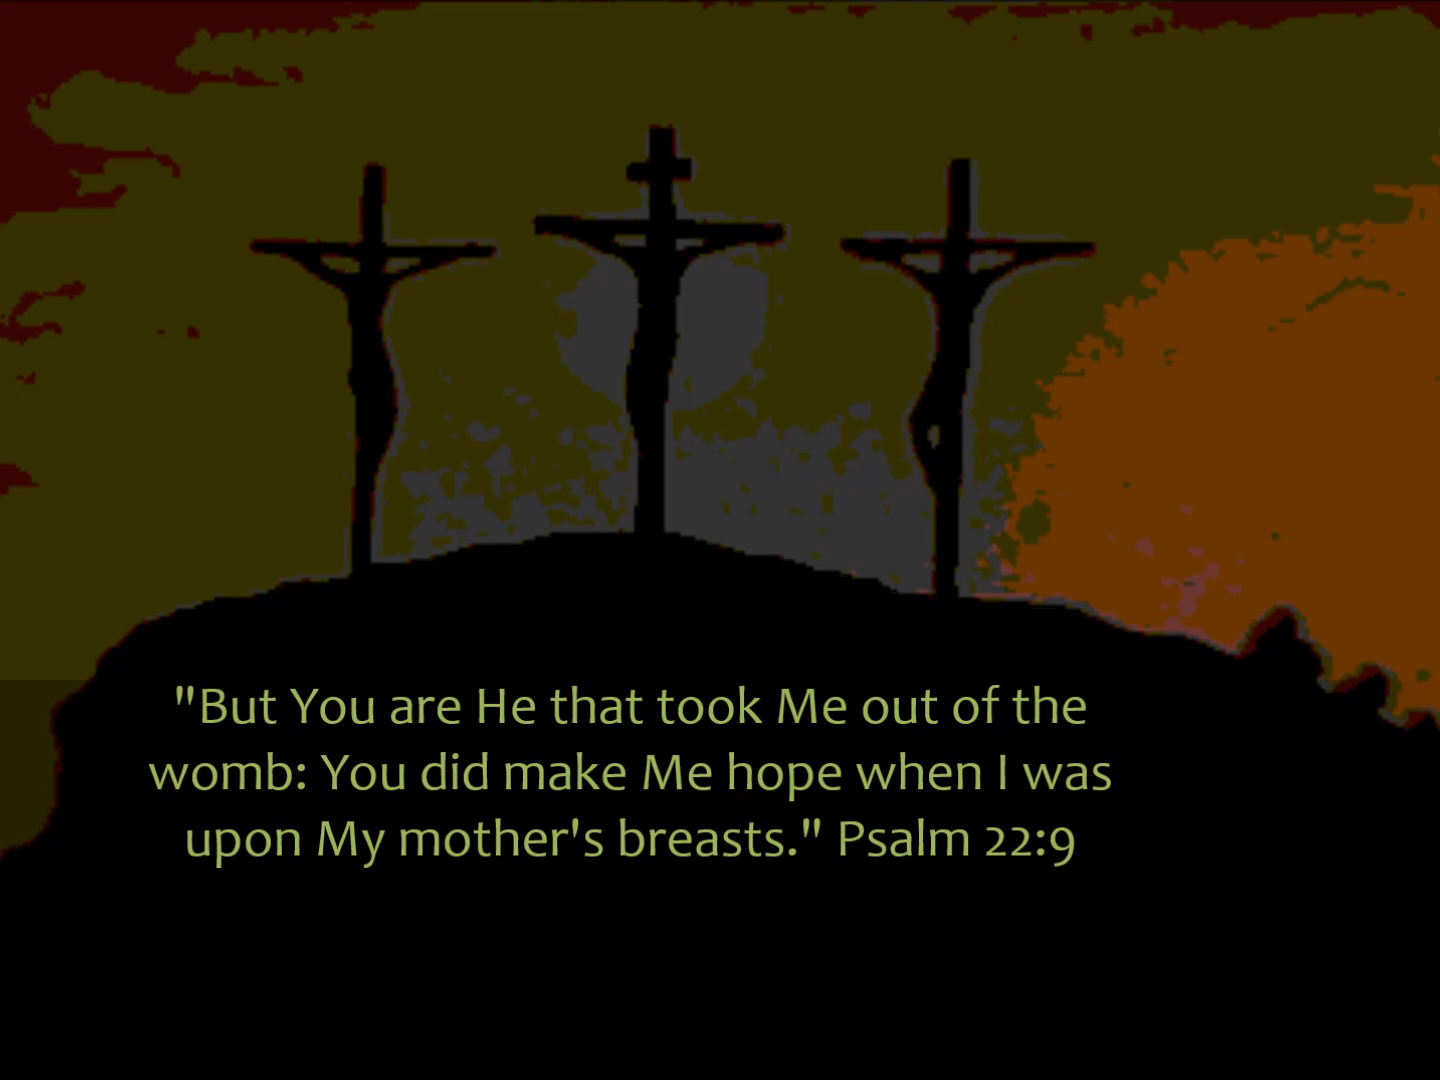 "But You are He that took Me out of the
womb: You did make Me hope when I was
upon My mother's breasts." Psalm 22:9